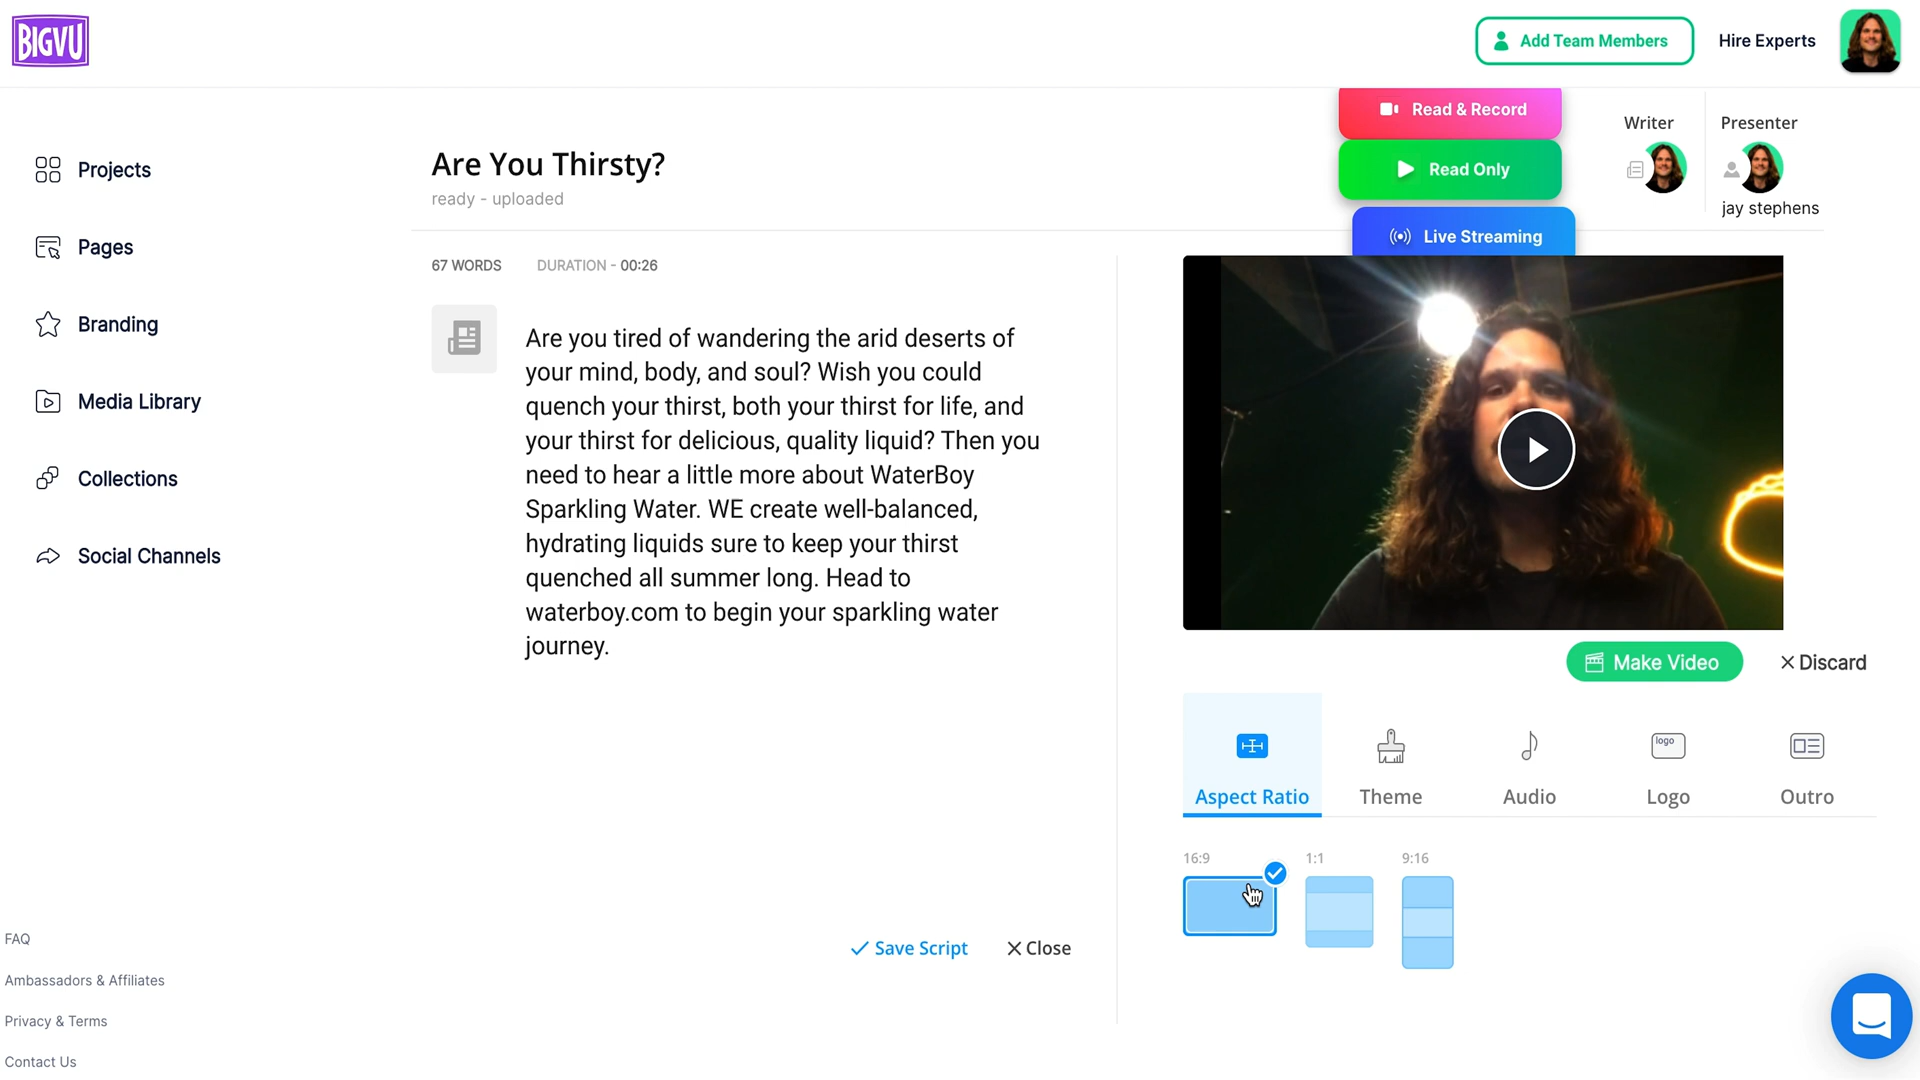 BIGVU
Add Team Members
Hire Experts
Projects
Pages
Branding
Media Library
Collections
Social Channels
FAQ
Ambassadors & Affiliates
Privacy & Terms
Contact Us
Are You Thirsty?
ready - uploaded
Read & Record
Read Only
Live Streaming
Writer
Presenter
jay stephens
67 WORDS
DURATION - 00:26
Are you tired of wandering the arid deserts of
your mind, body, and soul? Wish you could
quench your thirst, both your thirst for life, and
your thirst for delicious, quality liquid? Then you
need to hear a little more about WaterBoy
Sparkling Water. WE create well-balanced,
hydrating liquids sure to keep your thirst
quenched all summer long. Head to
waterboy.com to begin your sparkling water
journey.
Save Script
Close
Make Video
Discard
Aspect Ratio
Theme
Audio
logo
Logo
Outro
16:9
1:1
9:16